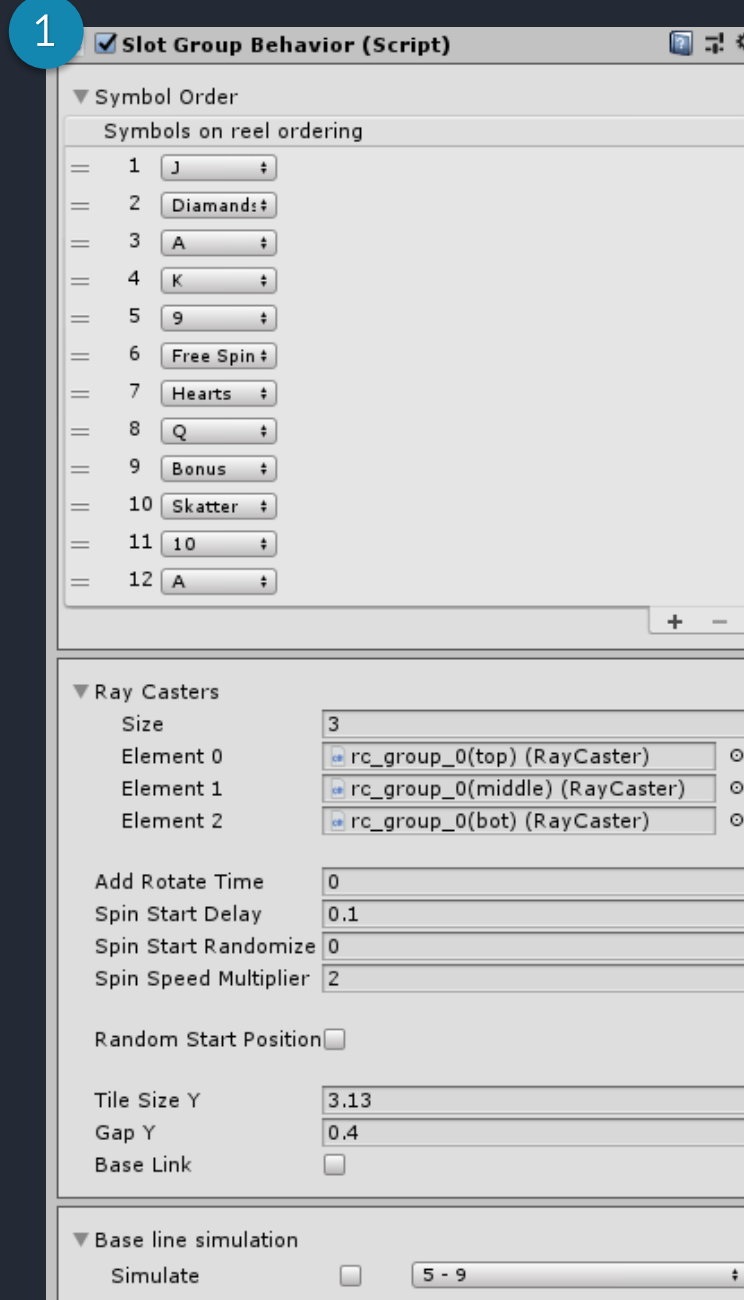 1
Slot Group Behavior (Script)
Symbol Order
Symbols on reel ordering
1 J
2 Diamands
3 A
4 K
5 9
6 Free Spin
7 Hearts
8 Q
9 Bonus
10 Skatter
11 10
12 A
+ −
Ray Casters
Size 3
Element 0 rc_group_0(top) (RayCaster)
Element 1 rc_group_0(middle) (RayCaster)
Element 2 rc_group_0(bot) (RayCaster)
Add Rotate Time 0
Spin Start Delay 0.1
Spin Start Randomize 0
Spin Speed Multiplier 2
Random Start Position
Tile Size Y 3.13
Gap Y 0.4
Base Link
Base line simulation
Simulate 5 - 9